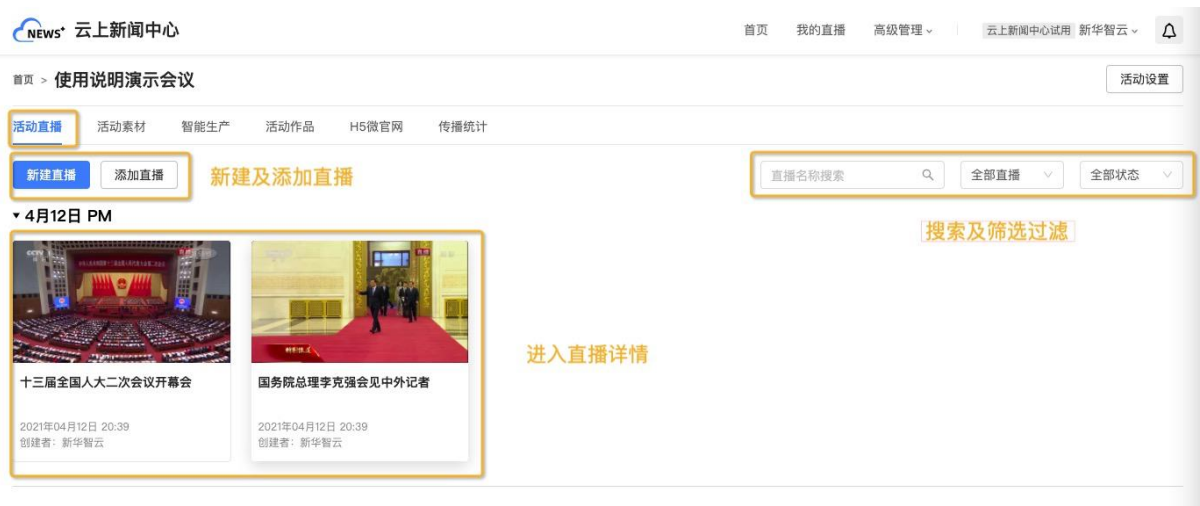 NEWS+ 云上新闻中心
首页 我的直播 高级管理 云上新闻中心试用 新华智云
首页 > 使用说明演示会议
活动设置
活动直播 活动素材 智能生产 活动作品 H5微官网 传播统计
新建直播 添加直播 新建及添加直播 直播名称搜索 全部直播 全部状态
4月12日 PM
搜索及筛选过滤
CCTV
直播
进入直播详情
十三届全国人大二次会议开幕会 国务院总理李克强会见中外记者
2021年04月12日 20:39 2021年04月12日 20:39
创建者：新华智云 创建者：新华智云